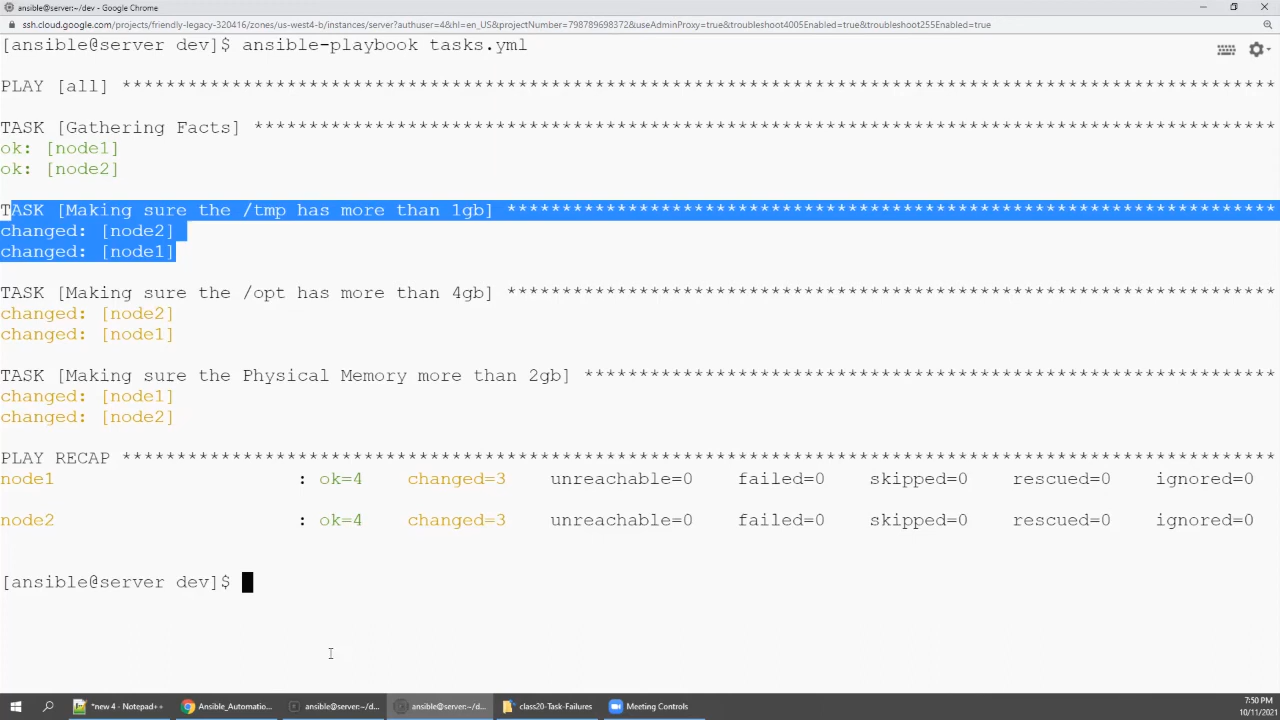 ansible@server:~/dev - Google Chrome
ssh.cloud.google.com/projects/friendly-legacy-320416/zones/us-west4-b/instances/server?authuser=4&hl=en_US&projectNumber=798789698372&useAdminProxy=true&troubleshoot4005Enabled=true&troubleshoot255Enabled=true
[ansible@server dev]$ ansible-playbook tasks.yml
PLAY [all] *******************************************************************************************************
TASK [Gathering Facts] *******************************************************************************************
ok: [node1]
ok: [node2]
TASK [Making sure the /tmp has more than 1gb] **********************************************************************
changed: [node2]
changed: [node1]
TASK [Making sure the /opt has more than 4gb] **********************************************************************
changed: [node2]
changed: [node1]
TASK [Making sure the Physical Memory more than 2gb] ***************************************************************
changed: [node1]
changed: [node2]
PLAY RECAP *******************************************************************************************************
node1 : ok=4 changed=3 unreachable=0 failed=0 skipped=0 rescued=0 ignored=0
node2 : ok=4 changed=3 unreachable=0 failed=0 skipped=0 rescued=0 ignored=0
[ansible@server dev]$
*new 4 - Notepad++ Ansible_Automatio... ansible@server:~/d... ansible@server:~/d... class20-Task-Failures Meeting Controls 7:50 PM
10/11/2021